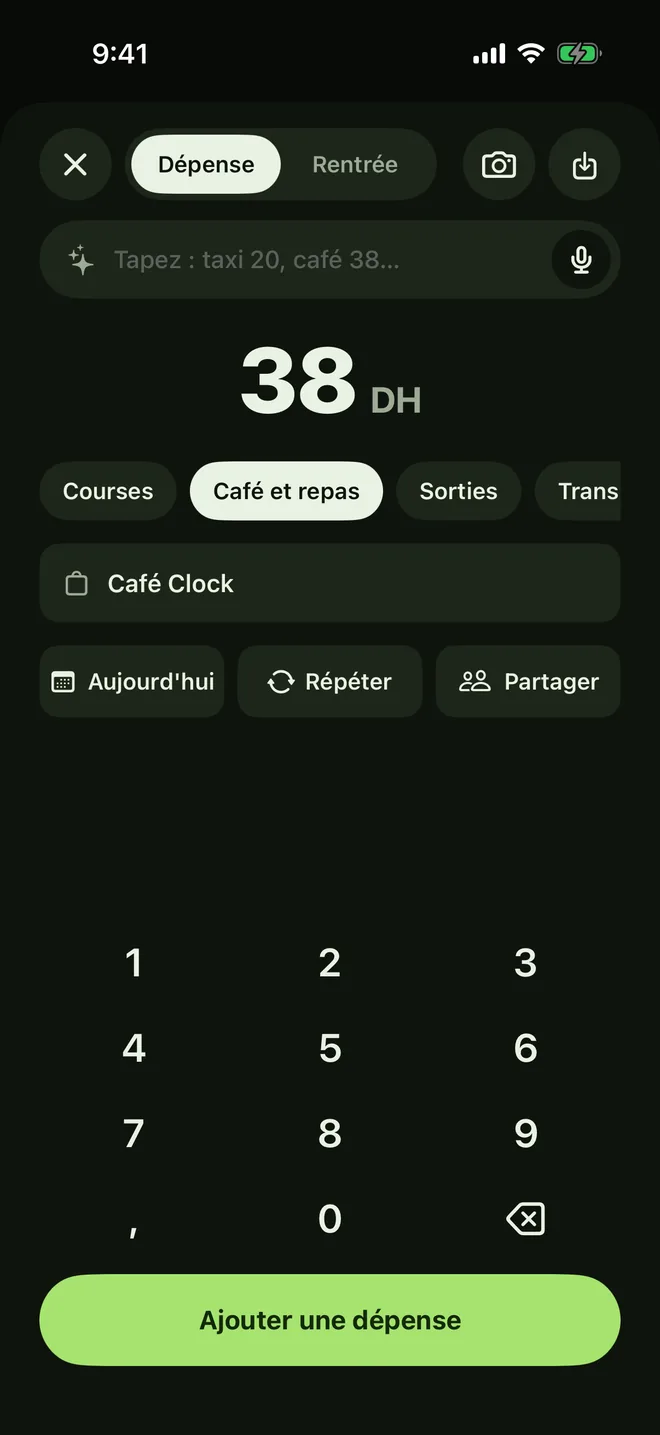 9:41
Dépense Rentrée
Tapez : taxi 20, café 38...
38 DH
Courses Café et repas Sorties Trans
Café Clock
Aujourd'hui Répéter Partager
1 2 3
4 5 6
7 8 9
, 0
Ajouter une dépense